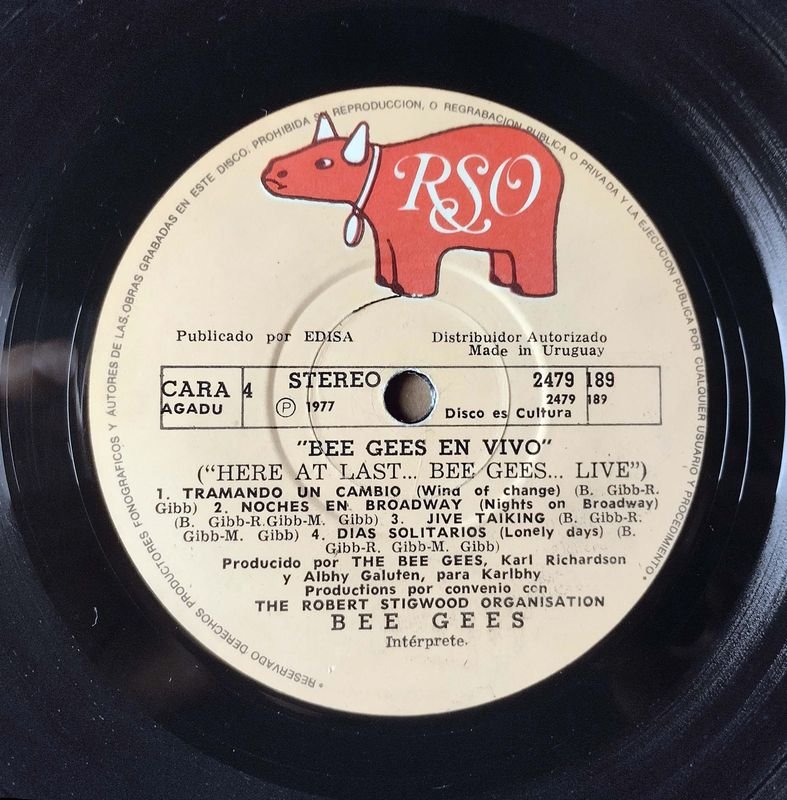 RESERVADO DERECHOS PRODUCTORES FONOGRAFICOS Y AUTORES DE LAS OBRAS GRABADAS EN ESTE DISCO. PROHIBIDA SU REPRODUCCION, O REGRABACION PUBLICA O PRIVADA Y LA EJECUCION PUBLICA POR CUALQUIER USUARIO Y PROCEDIMIENTO
RSO
Publicado por EDISA
Distribuidor Autorizado
Made in Uruguay
CARA 4 STEREO 2479 189
AGADU Ⓟ 1977 2479 189
Disco es Cultura
"BEE GEES EN VIVO"
("HERE AT LAST... BEE GEES... LIVE")
1. TRAMANDO UN CAMBIO (Wind of change) (B. Gibb-R.
Gibb) 2. NOCHES EN BROADWAY (Nights on Broadway)
(B. Gibb-R.Gibb-M. Gibb) 3. JIVE TAIKING (B. Gibb-R.
Gibb-M. Gibb) 4. DIAS SOLITARIOS (Lonely days) (B.
Gibb-R. Gibb-M. Gibb)
Producido por THE BEE GEES, Karl Richardson
y Albhy Galuten, para Karlbhy
Productions por convenio con
THE ROBERT STIGWOOD ORGANISATION
BEE GEES
Intérprete.